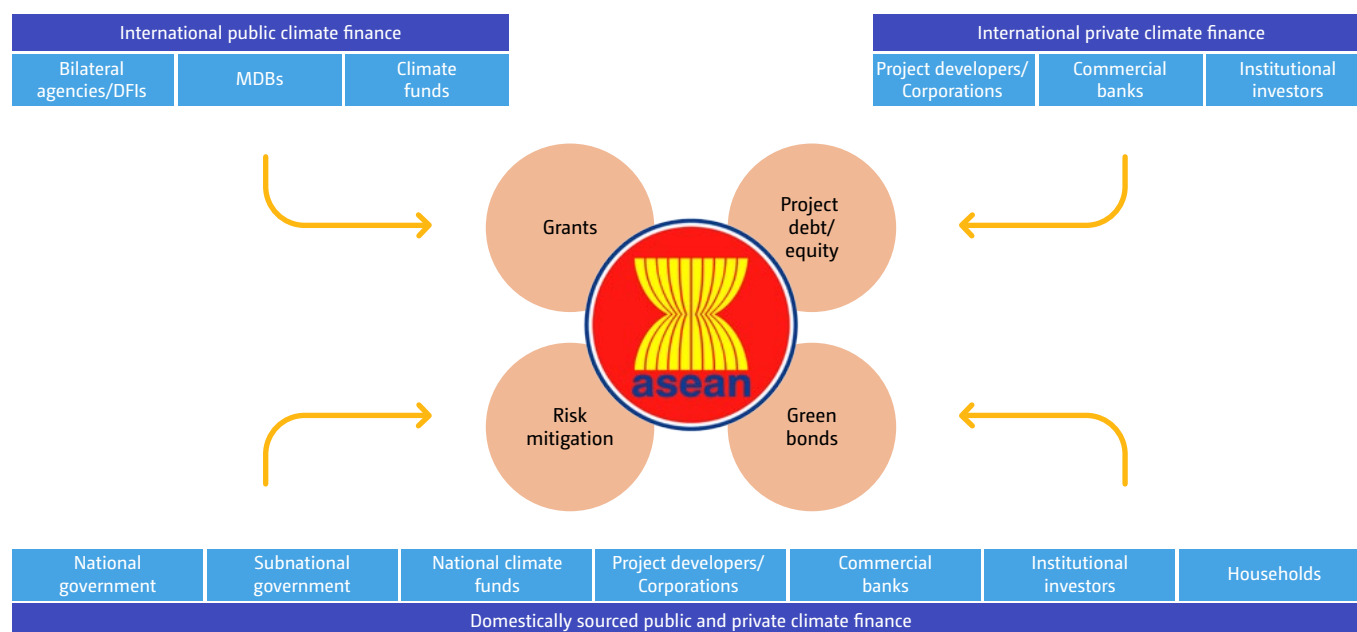 International public climate finance
Bilateral
agencies/DFIs
MDBs
Climate
funds
International private climate finance
Project developers/
Corporations
Commercial
banks
Institutional
investors
Grants
Project
debt/
equity
asean
Risk
mitigation
Green
bonds
National
government
Subnational
government
National climate
funds
Project developers/
Corporations
Commercial
banks
Institutional
investors
Households
Domestically sourced public and private climate finance